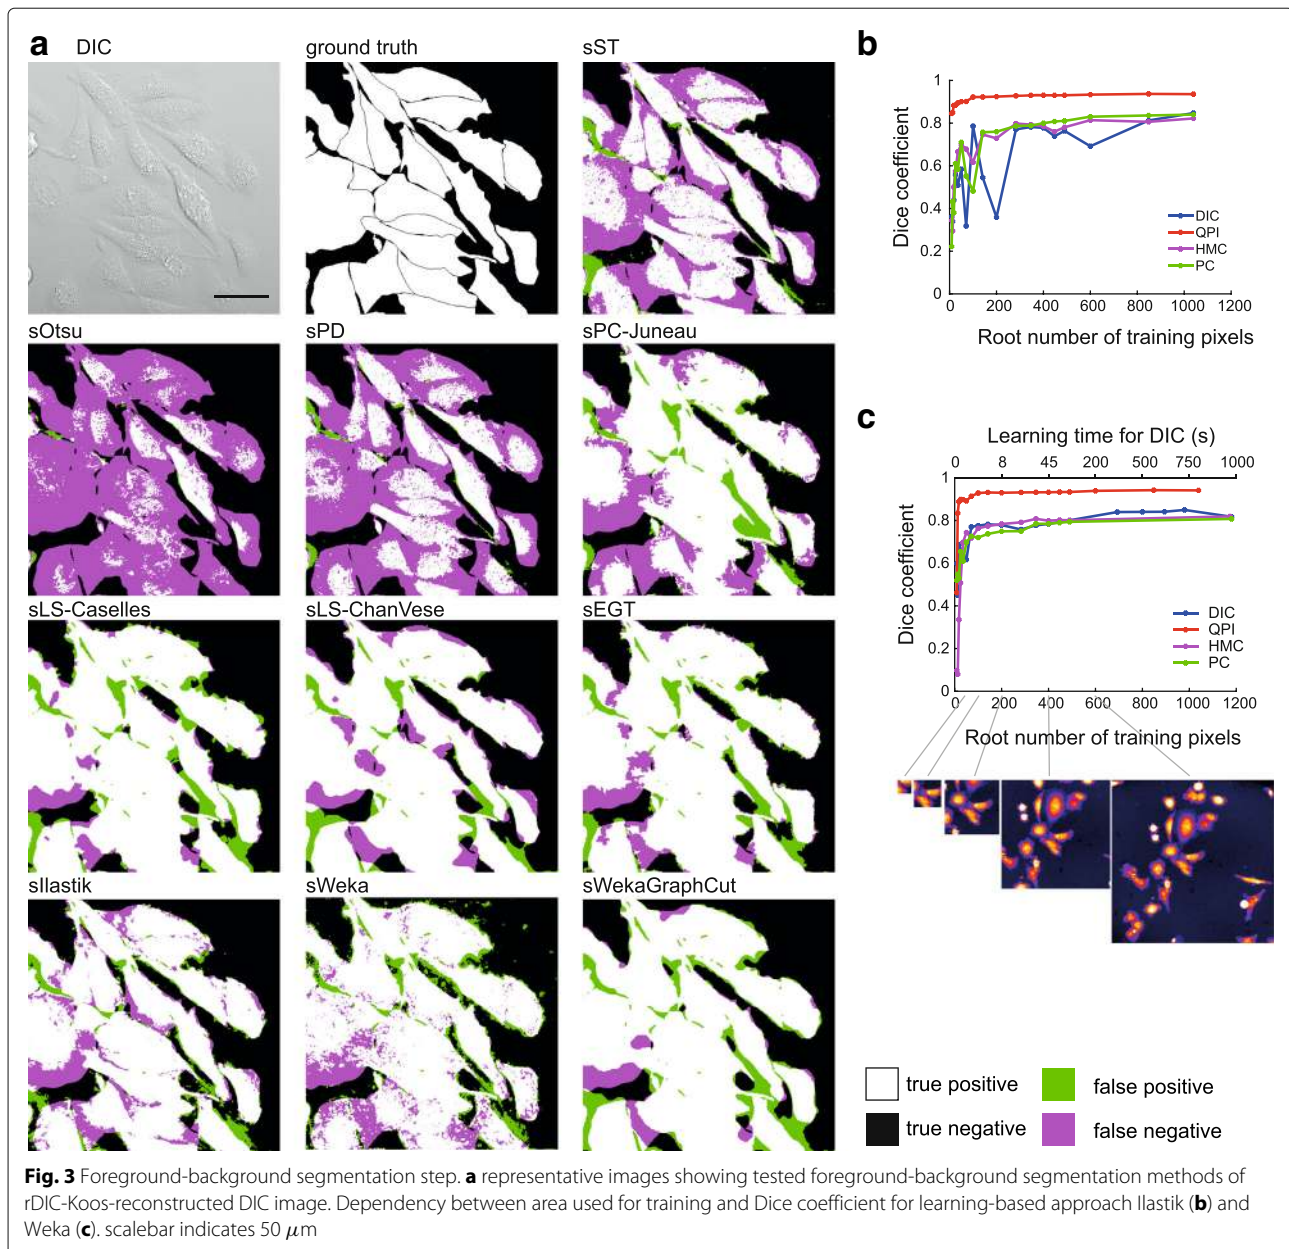 a DIC
ground truth
sST
sOtsu
sPD
sPC-Juneau
sLS-Caselles
sLS-ChanVese
sEGT
sIlastik
sWeka
sWekaGraphCut
b
1
0.8
0.6
0.4
0.2
0
Dice coefficient
DIC
QPI
HMC
PC
0 200 400 600 800 1000 1200
Root number of training pixels
c
Learning time for DIC (s)
0 8 45 200 500 750 1000
1
0.8
0.6
0.4
0.2
0
Dice coefficient
DIC
QPI
HMC
PC
0 200 400 600 800 1000 1200
Root number of training pixels
true positive
false positive
true negative
false negative
Fig. 3 Foreground-background segmentation step. a representative images showing tested foreground-background segmentation methods of
rDIC-Koos-reconstructed DIC image. Dependency between area used for training and Dice coefficient for learning-based approach Ilastik (b) and
Weka (c). scalebar indicates 50 μm